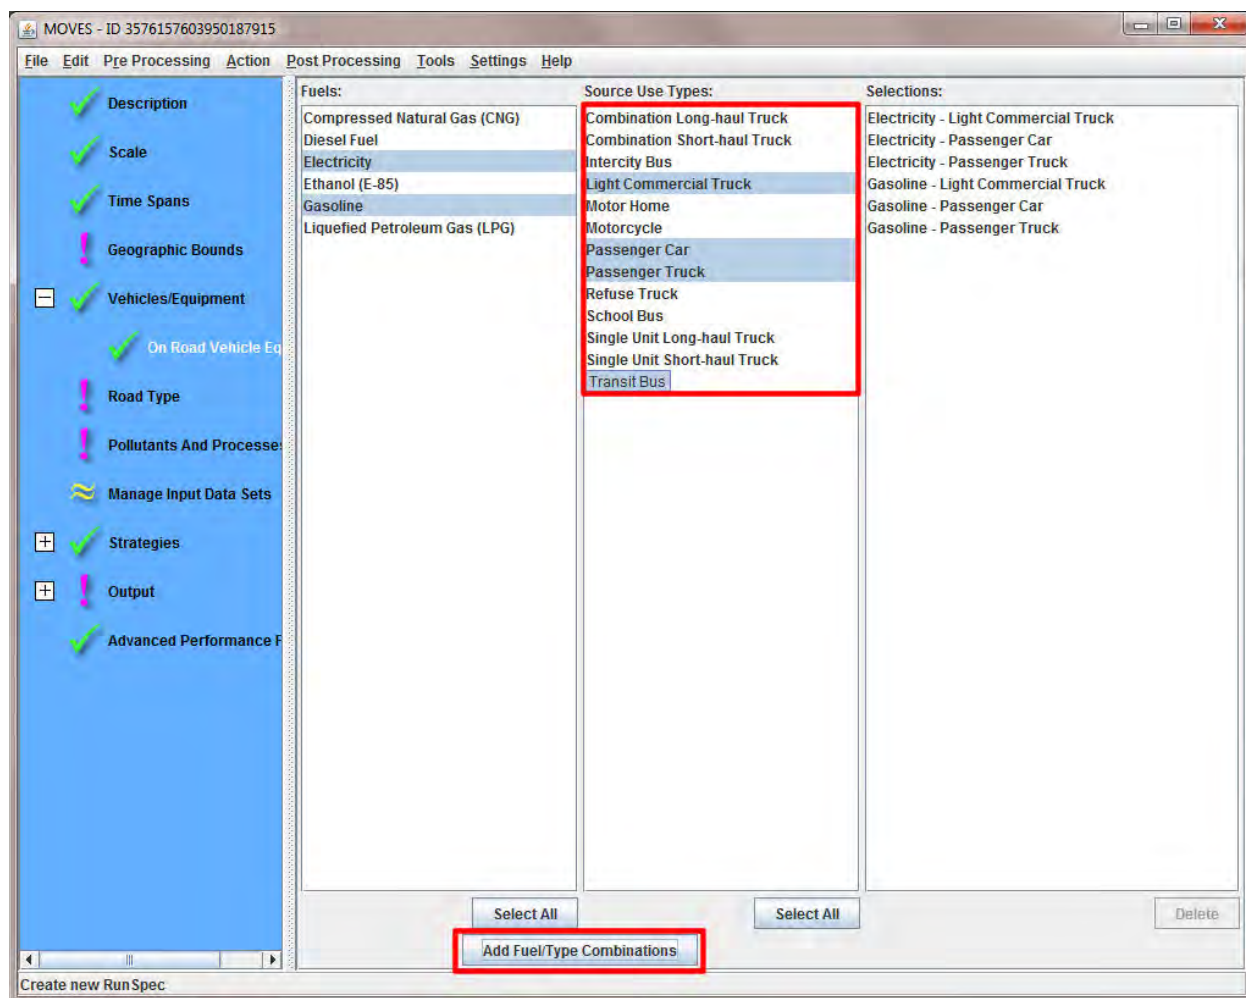 MOVES - ID 3576157603950187915
File Edit Pre Processing Action Post Processing Tools Settings Help
Description
Scale
Time Spans
Geographic Bounds
Vehicles/Equipment
On Road Vehicle Eq
Road Type
Pollutants And Processes
Manage Input Data Sets
Strategies
Output
Advanced Performance F
Fuels:
Compressed Natural Gas (CNG)
Diesel Fuel
Electricity
Ethanol (E-85)
Gasoline
Liquefied Petroleum Gas (LPG)
Select All
Source Use Types:
Combination Long-haul Truck
Combination Short-haul Truck
Intercity Bus
Light Commercial Truck
Motor Home
Motorcycle
Passenger Car
Passenger Truck
Refuse Truck
School Bus
Single Unit Long-haul Truck
Single Unit Short-haul Truck
Transit Bus
Select All
Selections:
Electricity - Light Commercial Truck
Electricity - Passenger Car
Electricity - Passenger Truck
Gasoline - Light Commercial Truck
Gasoline - Passenger Car
Gasoline - Passenger Truck
Delete
Add Fuel/Type Combinations
Create new RunSpec